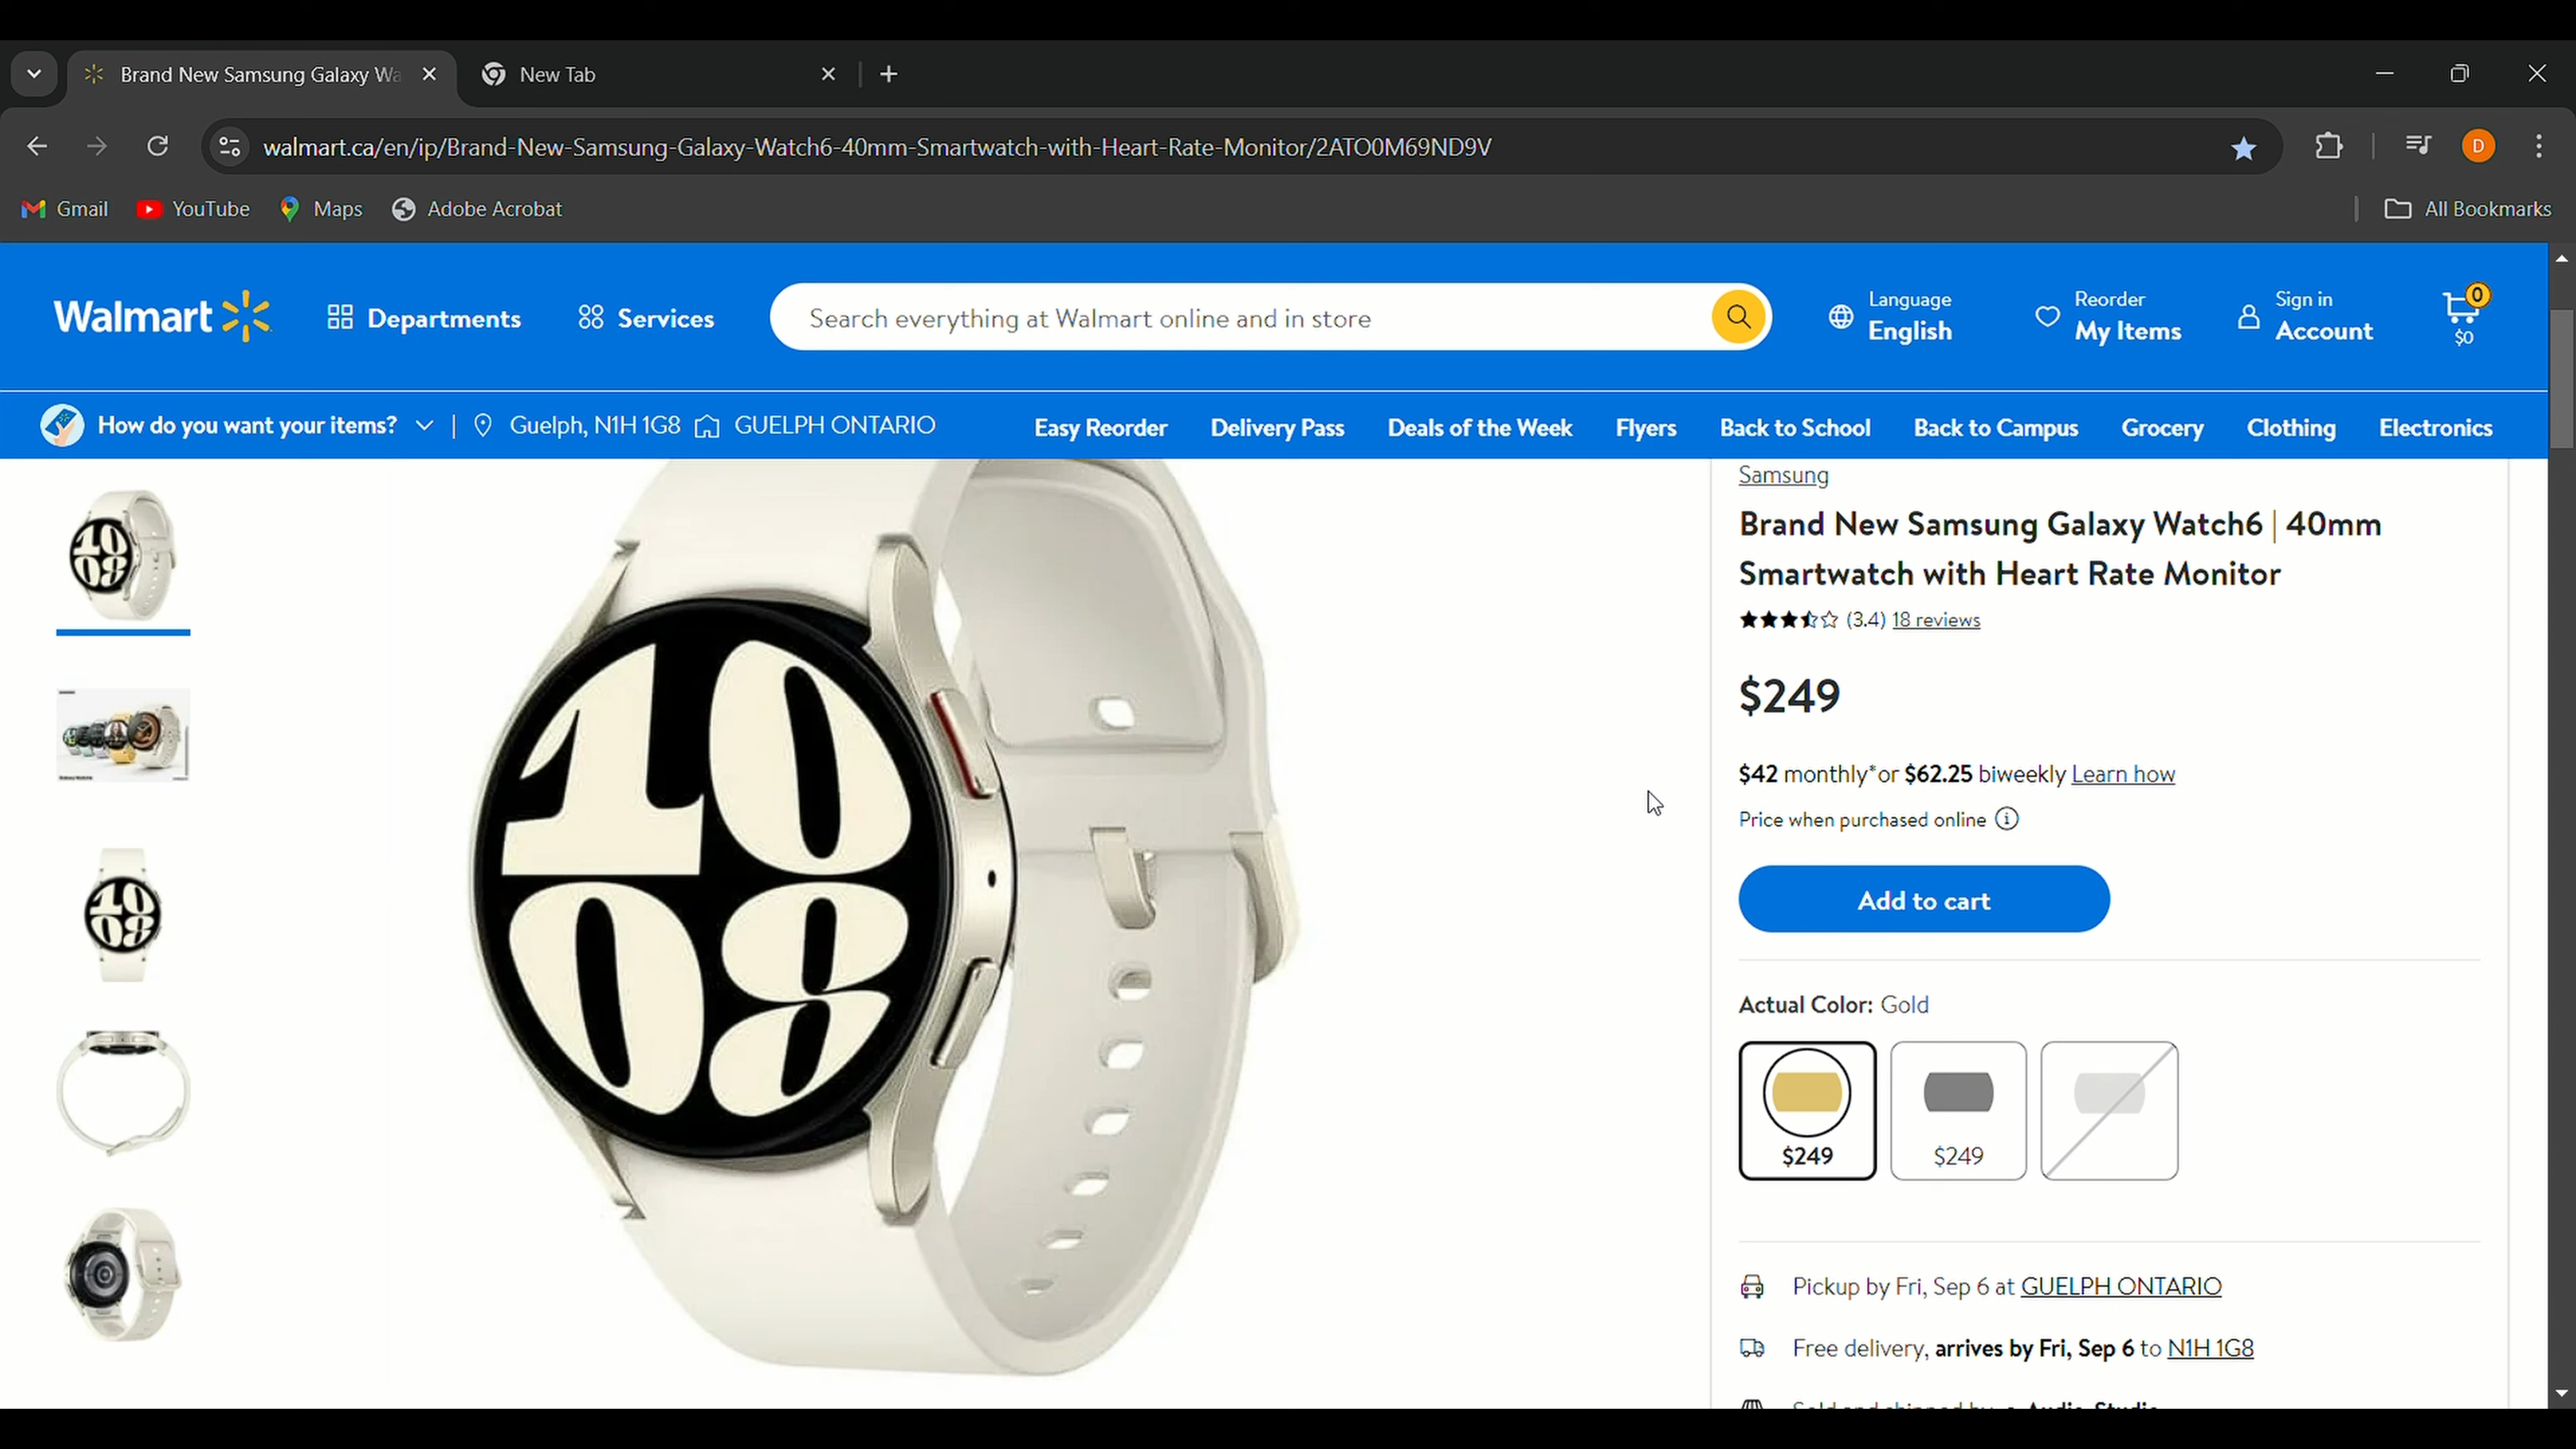 Brand New Samsung Galaxy Wa
New Tab
walmart.ca/en/ip/Brand-New-Samsung-Galaxy-Watch6-40mm-Smartwatch-with-Heart-Rate-Monitor/2ATO0M69ND9V
D
Gmail YouTube Maps Adobe Acrobat All Bookmarks
Walmart Departments Services Search everything at Walmart online and in store
Language
English
Reorder
My Items
Sign in
Account
0
$0
How do you want your items? Guelph, N1H 1G8 GUELPH ONTARIO Easy Reorder Delivery Pass Deals of the Week Flyers Back to School Back to Campus Grocery Clothing Electronics
10
08
10
08
10
08
Samsung
Brand New Samsung Galaxy Watch6 | 40mm
Smartwatch with Heart Rate Monitor
(3.4) 18 reviews
$249
$42 monthly* or $62.25 biweekly Learn how
Price when purchased online
Add to cart
Actual Color: Gold
$249 $249
Pickup by Fri, Sep 6 at GUELPH ONTARIO
Free delivery, arrives by Fri, Sep 6 to N1H 1G8